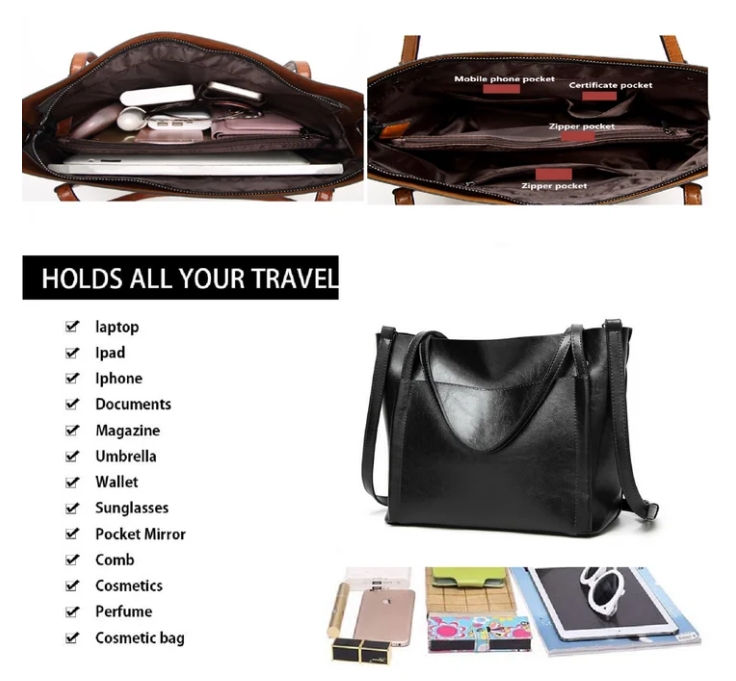 Mobile phone pocket
Certificate pocket
Zipper pocket
Zipper pocket
HOLDS ALL YOUR TRAVEL
laptop
Ipad
Iphone
Documents
Magazine
Umbrella
Wallet
Sunglasses
Pocket Mirror
Comb
Cosmetics
Perfume
Cosmetic bag